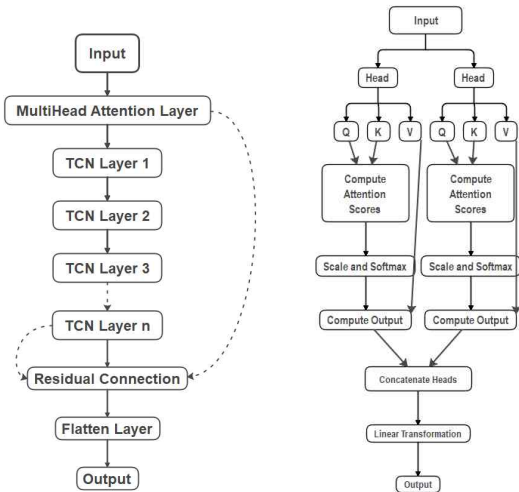 Input
MultiHead Attention Layer
TCN Layer 1
TCN Layer 2
TCN Layer 3
TCN Layer n
Residual Connection
Flatten Layer
Output
Input
Head
Head
Q
K
V
Q
K
V
Compute
Attention
Scores
Compute
Attention
Scores
Scale and Softmax
Scale and Softmax
Compute Output
Compute Output
Concatenate Heads
Linear Transformation
Output